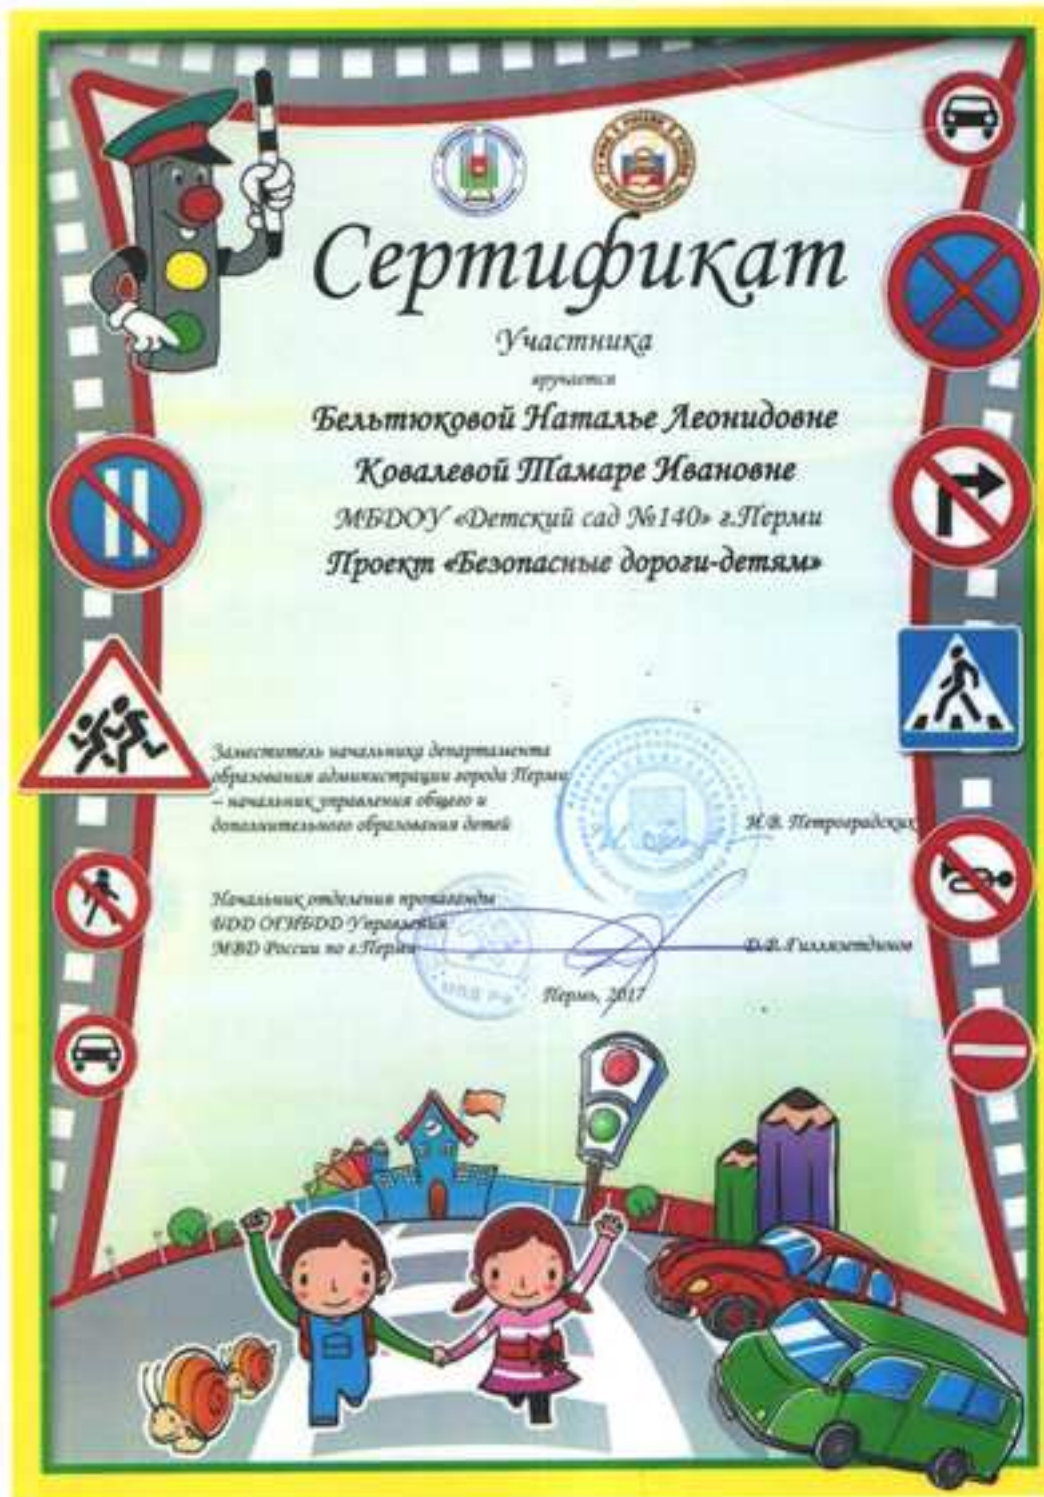 Сертификат
Участника
вручается
Бельтюковой Наталье Леонидовне
Ковалевой Тамаре Ивановне
МБДОУ «Детский сад №140» г.Перми
Проект «Безопасные дороги-детям»
Заместитель начальника департамента
образования администрации города Перми
– начальник управления общего и
дополнительного образования детей
И.В. Петроградских
Начальник отделения пропаганды
БДД ОГИБДД Управления
МВД России по г.Перми
Д.В. Гиллязетдинов
Пермь, 2017